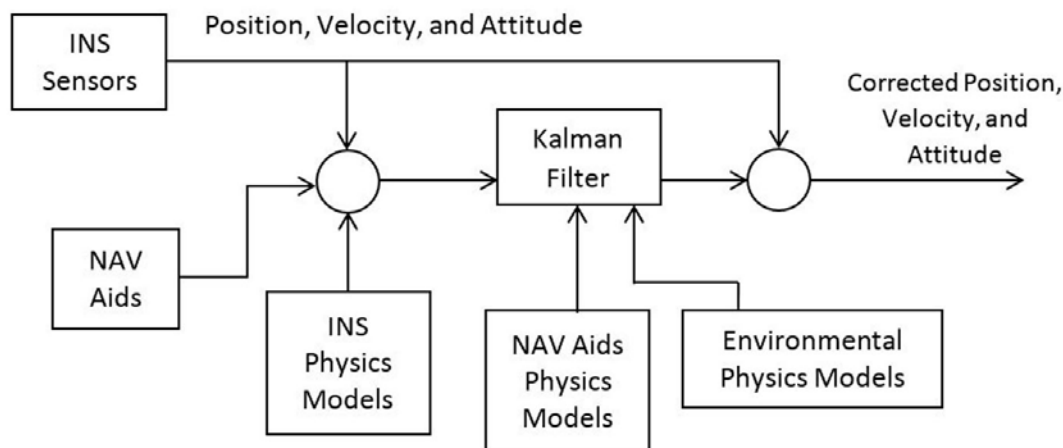 Position, Velocity, and Attitude
INS
Sensors
Corrected Position,
Velocity, and
Attitude
Kalman
Filter
NAV
Aids
INS
Physics
Models
NAV Aids
Physics
Models
Environmental
Physics Models